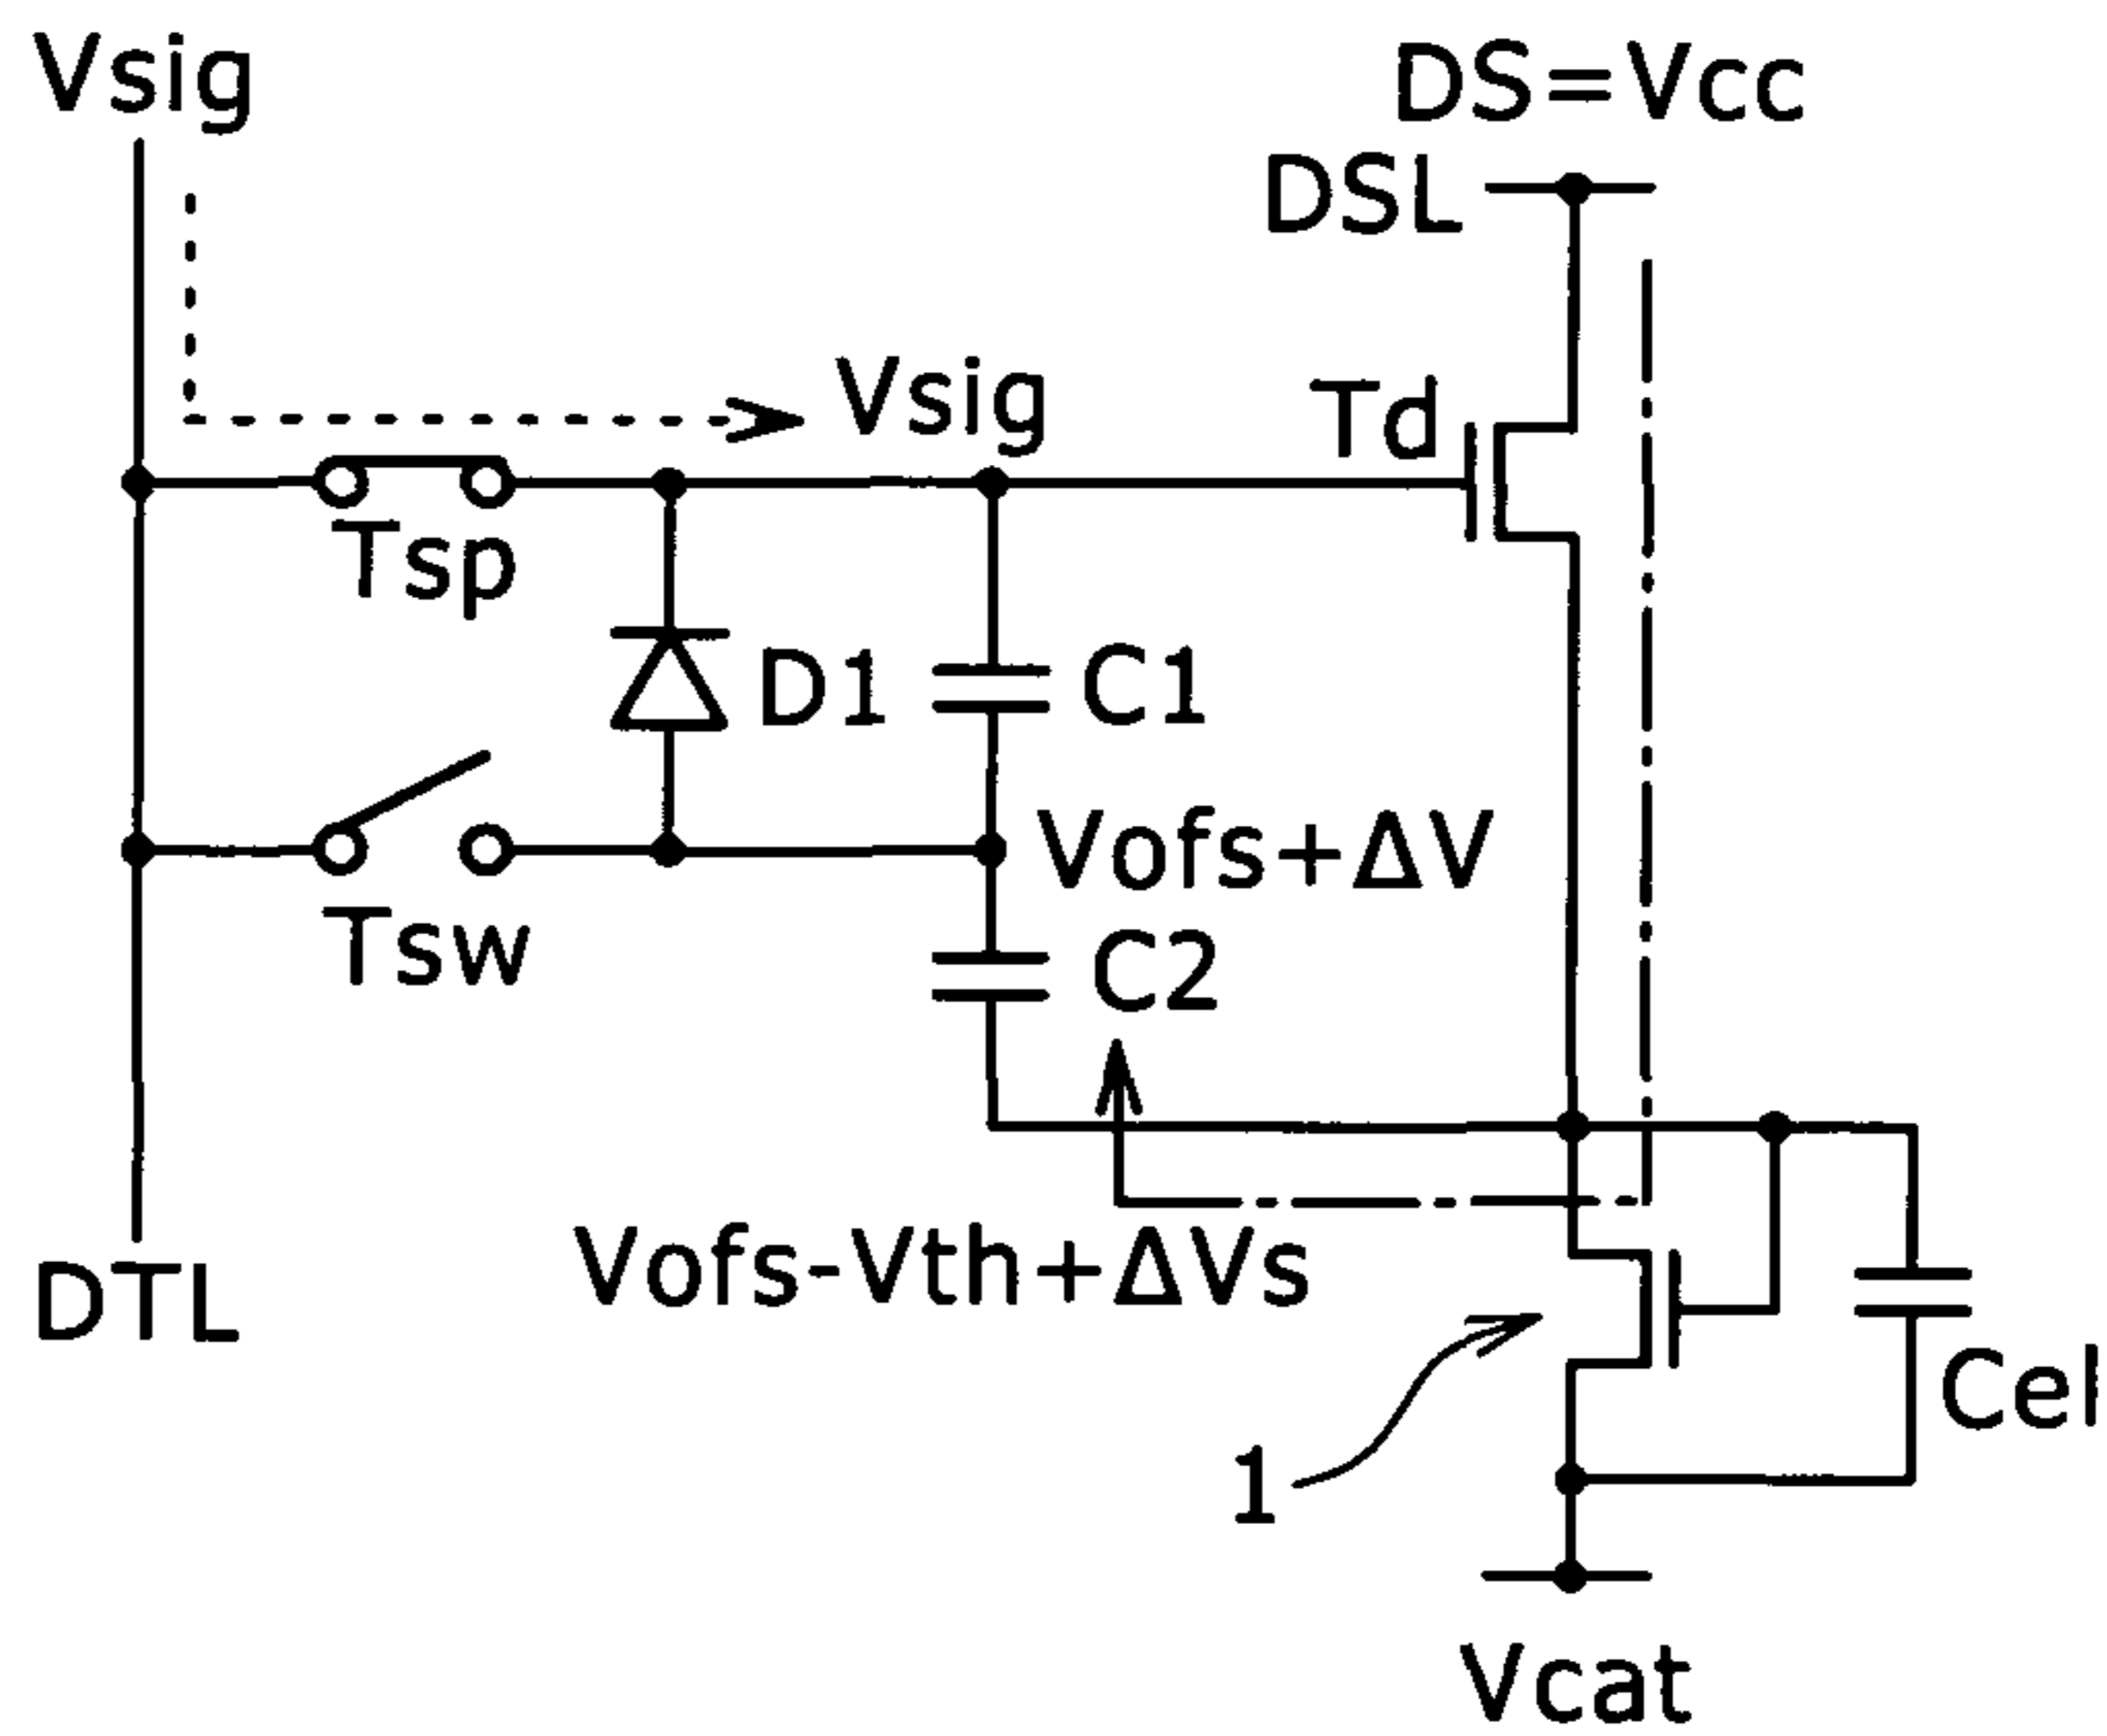 Vsig
DS=Vcc
DSL
Vsig
Td
Tsp
D1
C1
Vofs+ΔV
Tsw
C2
Vofs-Vth+ΔVs
DTL
Cel
1
Vcat